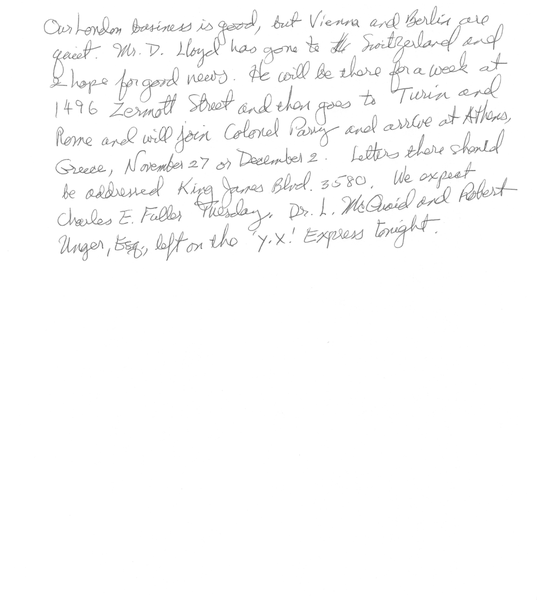 Our London business is good, but Vienna and Berlin are
quiet. Mr. D. Lloyd has gone to the Switzerland and
I hope for good news. He will be there for a week at
1496 Zermott Street and then goes to Turin and
Rome and will join Colonel Parry and arrive at Athens,
Greece, November 27 or December 2. Letters there should
be addressed King James Blvd. 3580. We expect
Charles E. Fuller Tuesday. Dr. L. McQuaid and Robert
Unger, Esq., left on the 'Y.X.' Express tonight.